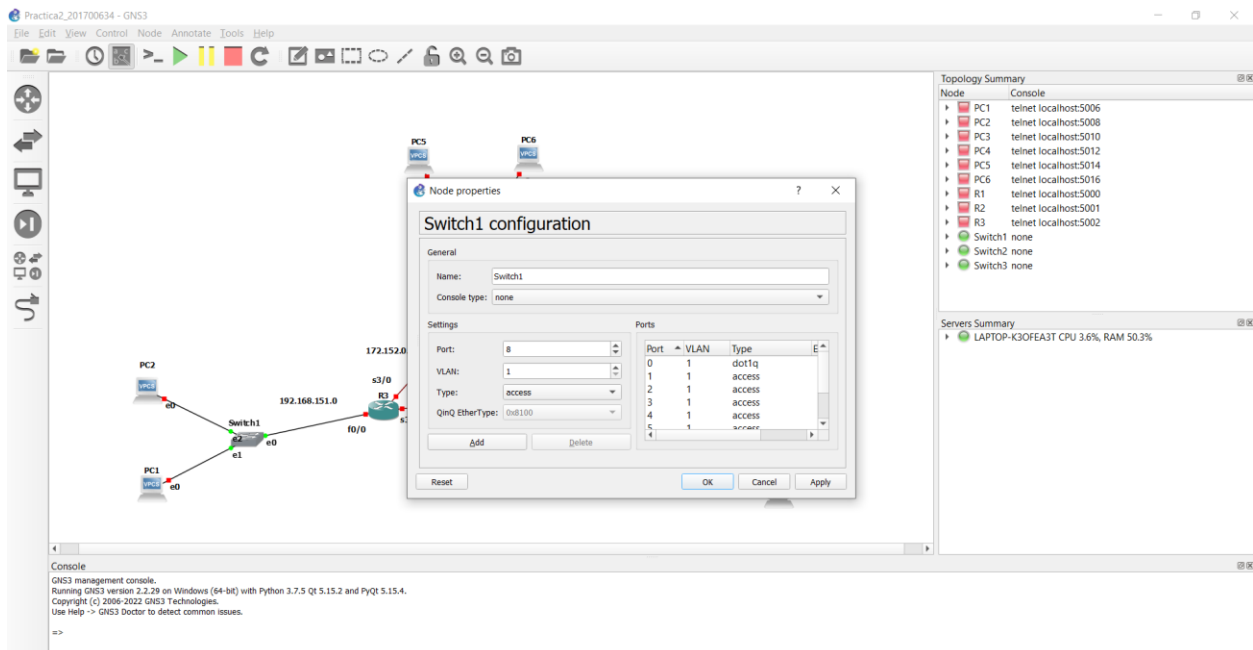 Practica2_201700634 - GNS3
File Edit View Control Node Annotate Tools Help
Topology Summary
Node Console
PC1 telnet localhost:5006
PC2 telnet localhost:5008
PC3 telnet localhost:5010
PC4 telnet localhost:5012
PC5 telnet localhost:5014
PC6 telnet localhost:5016
R1 telnet localhost:5000
R2 telnet localhost:5001
R3 telnet localhost:5002
Switch1 none
Switch2 none
Switch3 none
Servers Summary
LAPTOP-K3OFEA3T CPU 3.6%, RAM 50.3%
PC5
VPCS
PC6
VPCS
Node properties
?
Switch1 configuration
General
Name: Switch1
Console type: none
Settings
Port: 8
VLAN: 1
Type: access
QinQ EtherType: 0x8100
Add
Delete
Ports
Port VLAN Type
0 1 dot1q
1 1 access
2 1 access
3 1 access
4 1 access
5 1 access
Reset
OK
Cancel
Apply
172.152.0
s3/0
R3
f0/0
192.168.151.0
PC2
VPCS
e0
Switch1
e2
e0
e1
PC1
VPCS
e0
Console
GNS3 management console.
Running GNS3 version 2.2.29 on Windows (64-bit) with Python 3.7.5 Qt 5.15.2 and PyQt 5.15.4.
Copyright (c) 2006-2022 GNS3 Technologies.
Use Help -> GNS3 Doctor to detect common issues.
=>